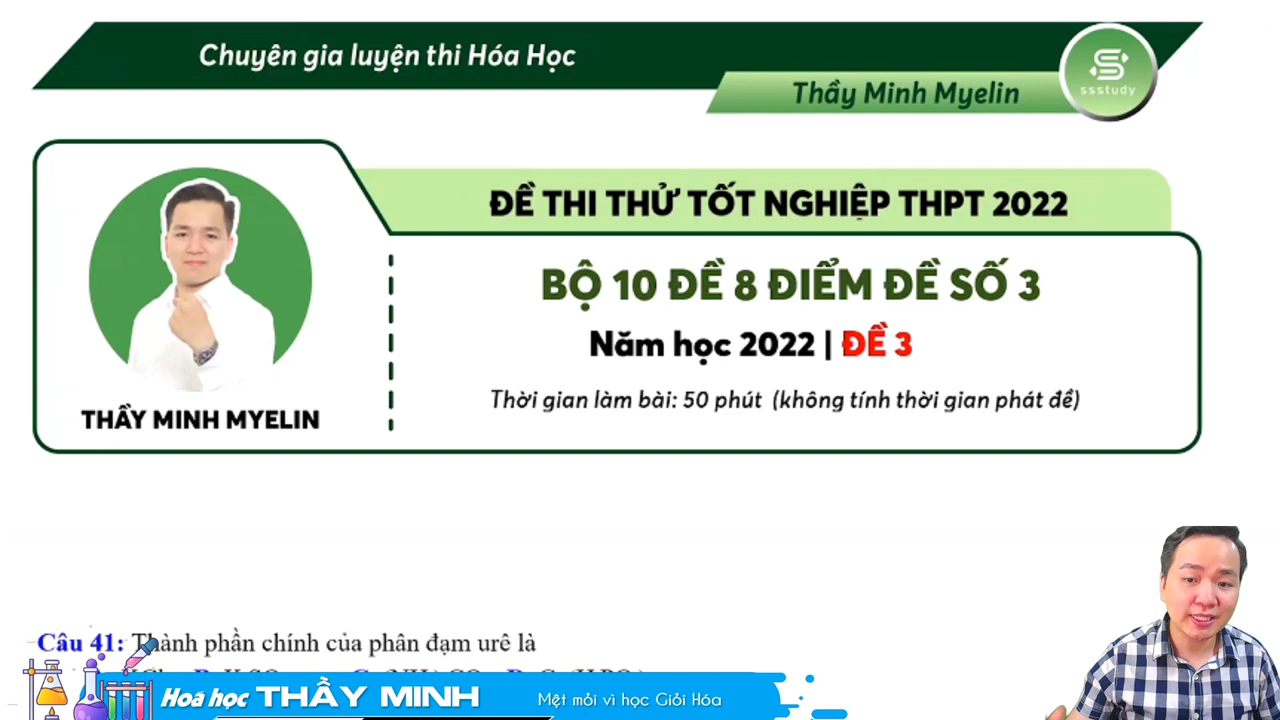 Chuyên gia luyện thi Hóa Học
Thầy Minh Myelin
ssstudy
ĐỀ THI THỬ TỐT NGHIỆP THPT 2022
BỘ 10 ĐỀ 8 ĐIỂM ĐỀ SỐ 3
Năm học 2022 | ĐỀ 3
Thời gian làm bài: 50 phút (không tính thời gian phát đề)
THẦY MINH MYELIN
Câu 41: Thành phần chính của phân đạm urê là
Hoá học THẦY MINH
Mệt mỏi vì học Giỏi Hóa